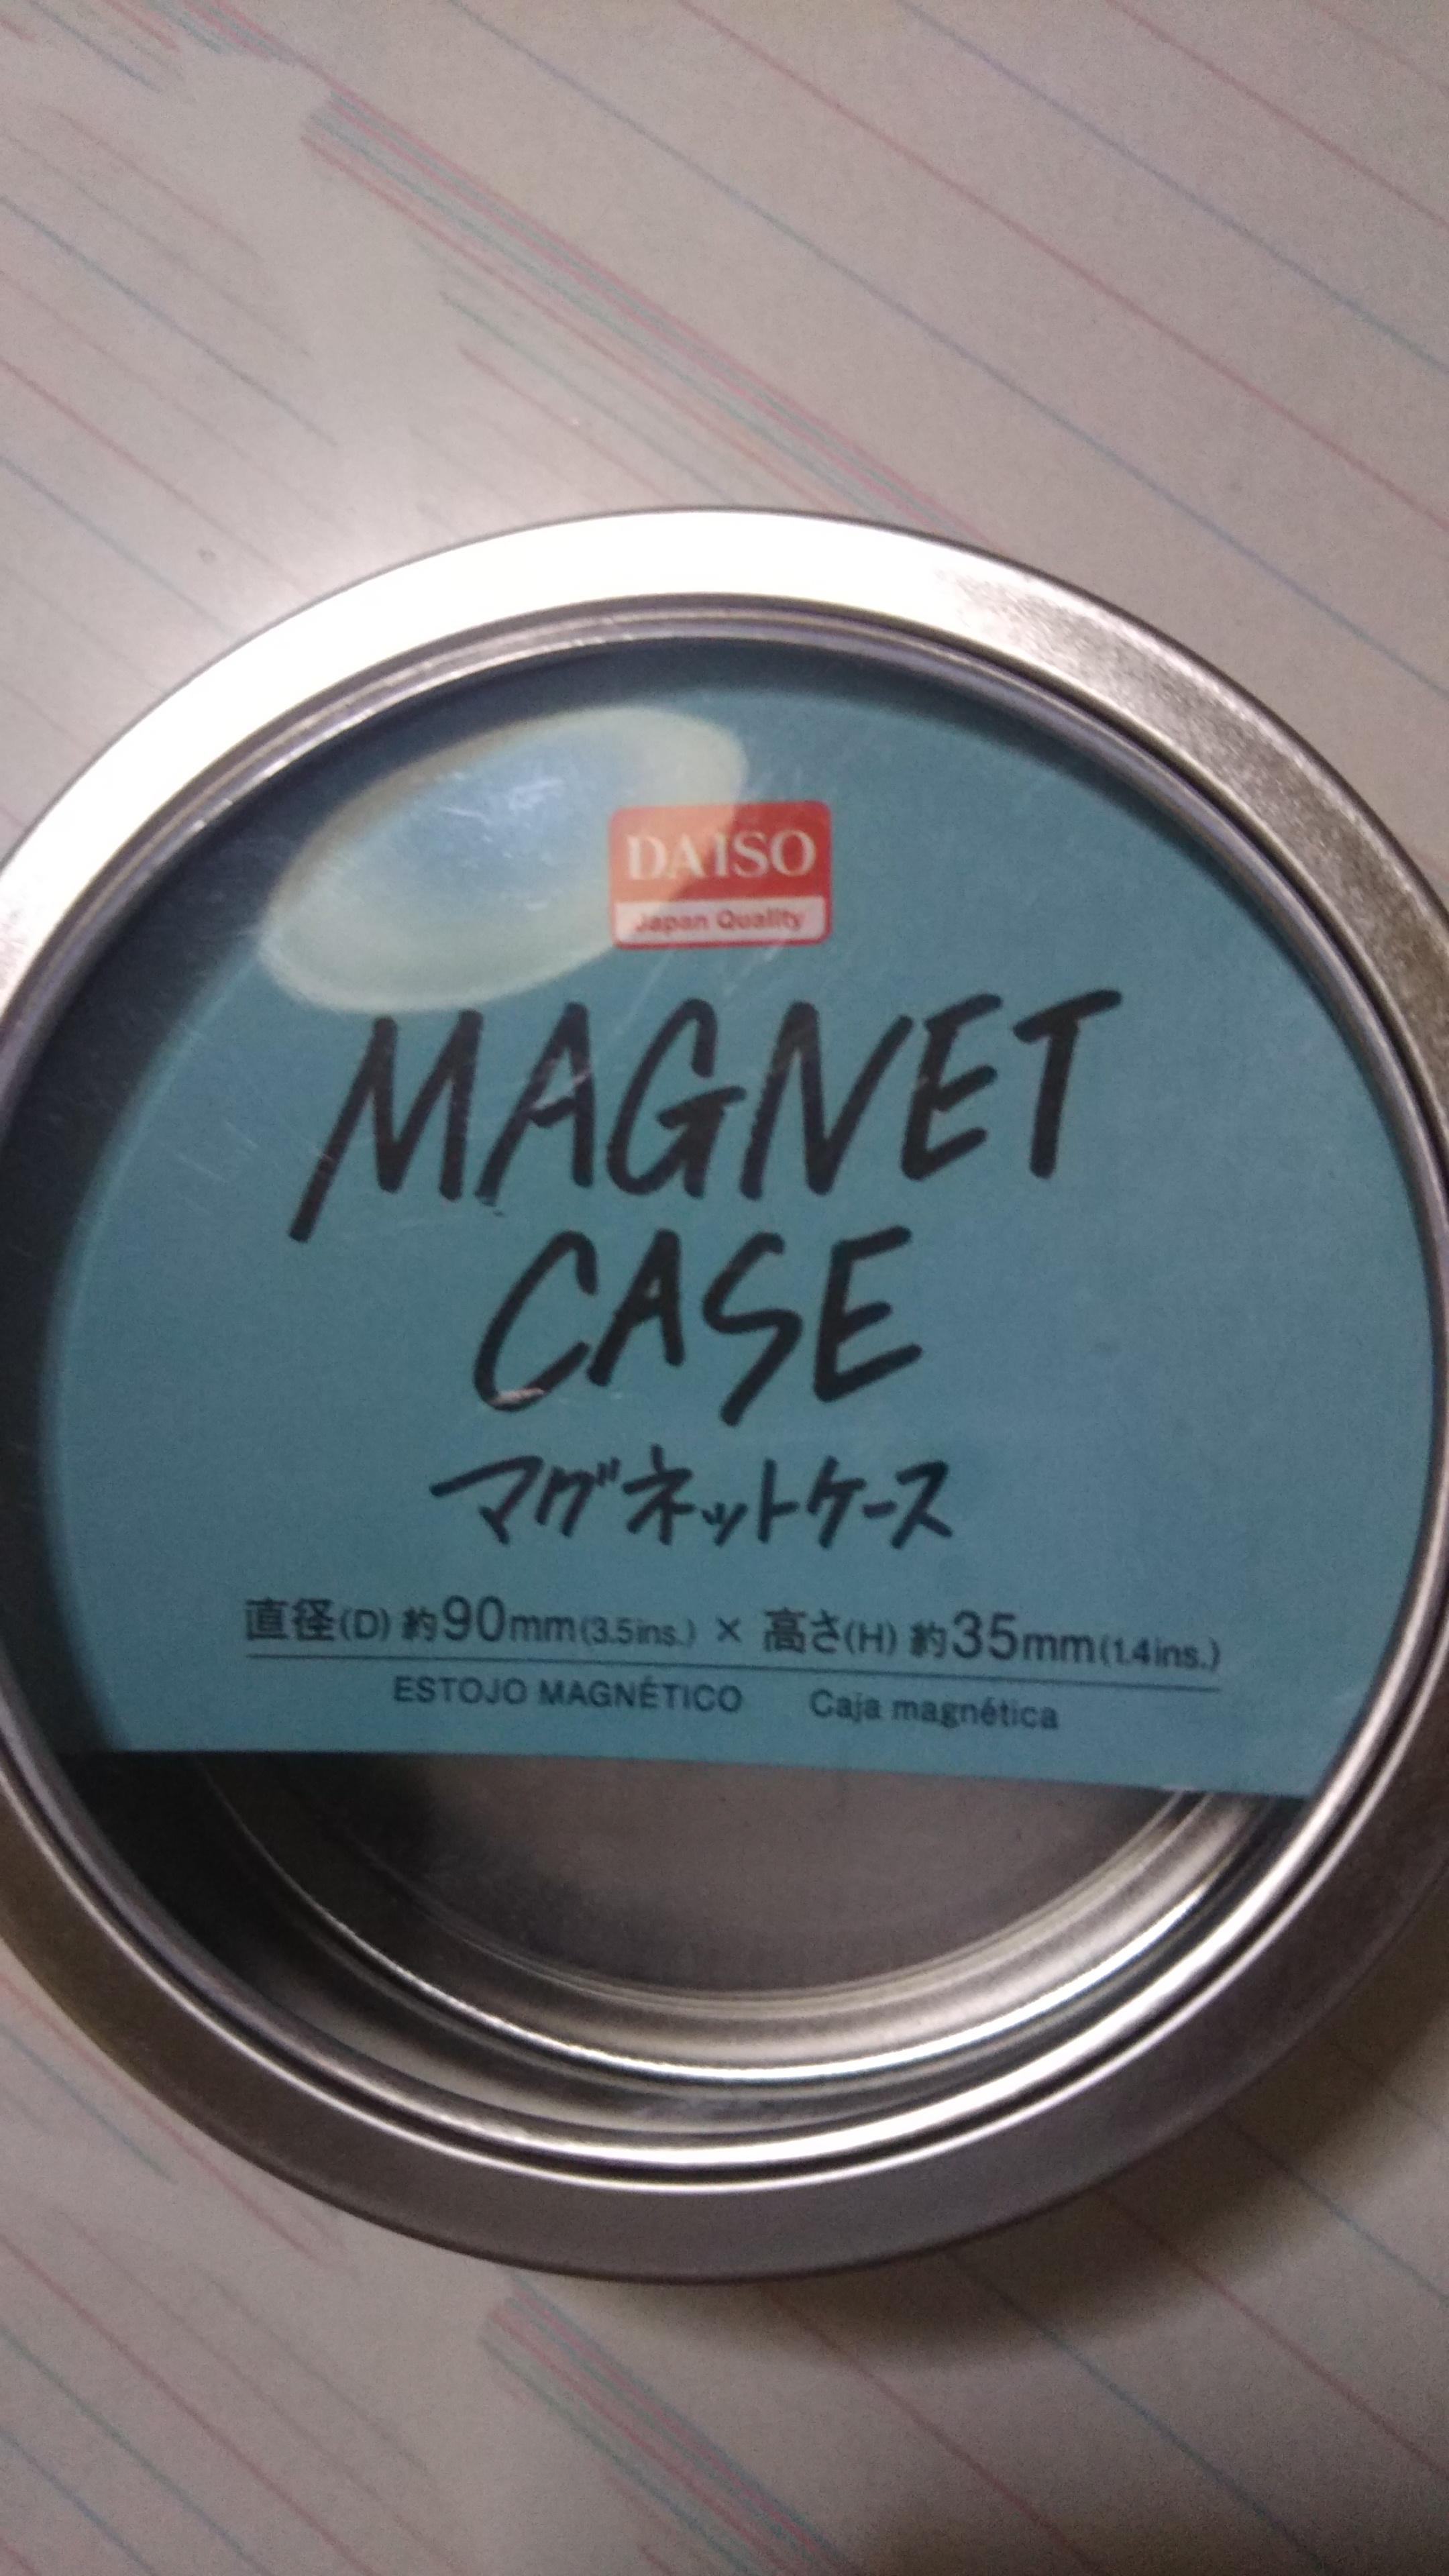 DAISO
Japan Quality
MAGNET
CASE
マグネットケース
直径(D) 約90mm(3.5ins.) × 高さ(H) 約35mm(1.4ins.)
ESTOJO MAGNÉTICO Caja magnética